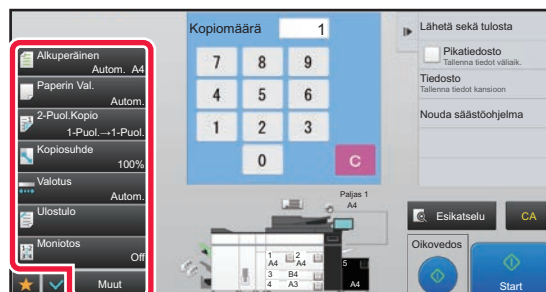 Kopiomäärä
1
Alkuperäinen
Autom. A4
Paperin Val.
Autom.
2-Puol.Kopio
1-Puol.→1-Puol.
Kopiosuhde
100%
Valotus
Autom.
Ulostulo
Moniotos
Off
Muut
7
8
9
4
5
6
1
2
3
0
C
Paljas 1
A4
1
A4
2
A4
3
B4
4
A3
5
A4
Lähetä sekä tulosta
Pikatiedosto
Tallenna tiedot väliaik.
Tiedosto
Tallenna tiedot kansioon
Nouda säästöohjelma
Esikatselu
CA
Oikovedos
Start